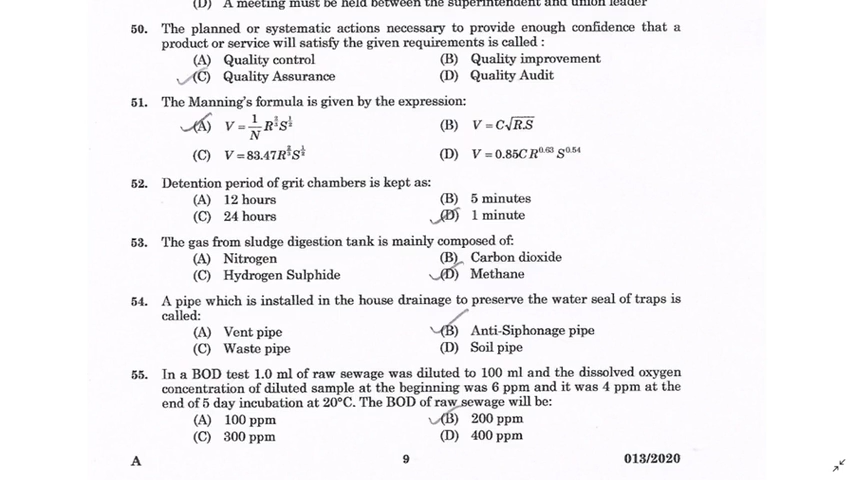 (D) A meeting must be held between the superintendent and union leader
50. The planned or systematic actions necessary to provide enough confidence that a
product or service will satisfy the given requirements is called :
(A) Quality control (B) Quality improvement
(C) Quality Assurance (D) Quality Audit
51. The Manning's formula is given by the expression:
(A) V = 1/N R^{2/3} S^{1/2} (B) V = C√R.S
(C) V = 83.47R^{2/3} S^{1/2} (D) V = 0.85C R^{0.63} S^{0.54}
52. Detention period of grit chambers is kept as:
(A) 12 hours (B) 5 minutes
(C) 24 hours (D) 1 minute
53. The gas from sludge digestion tank is mainly composed of:
(A) Nitrogen (B) Carbon dioxide
(C) Hydrogen Sulphide (D) Methane
54. A pipe which is installed in the house drainage to preserve the water seal of traps is
called:
(A) Vent pipe (B) Anti-Siphonage pipe
(C) Waste pipe (D) Soil pipe
55. In a BOD test 1.0 ml of raw sewage was diluted to 100 ml and the dissolved oxygen
concentration of diluted sample at the beginning was 6 ppm and it was 4 ppm at the
end of 5 day incubation at 20°C. The BOD of raw sewage will be:
(A) 100 ppm (B) 200 ppm
(C) 300 ppm (D) 400 ppm
A 9 013/2020